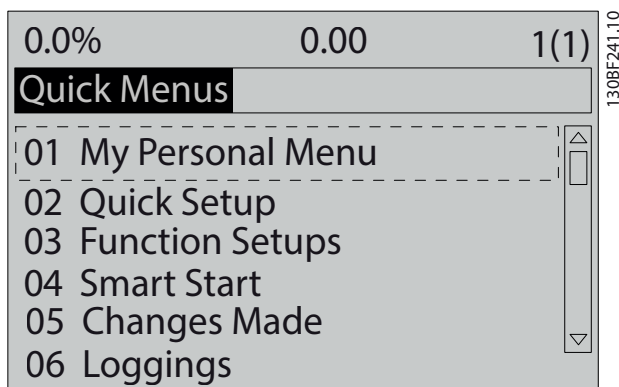 0.0% 0.00 1(1)
Quick Menus
01 My Personal Menu
02 Quick Setup
03 Function Setups
04 Smart Start
05 Changes Made
06 Loggings
130BF241.10